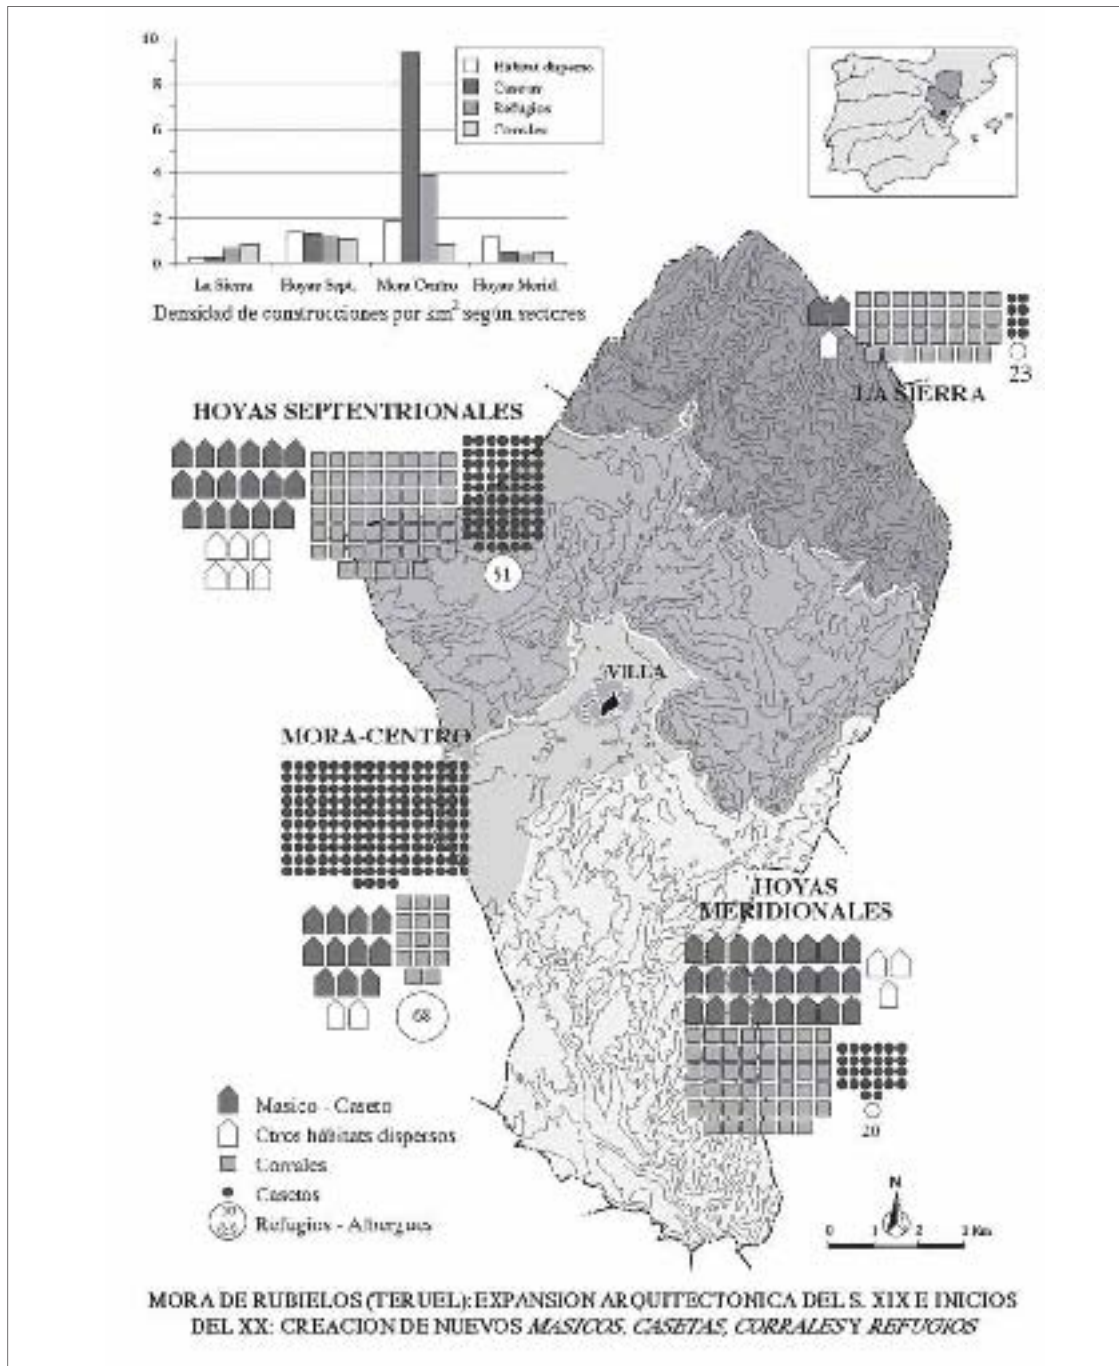 10
8
6
4
2
0
Hábitat disperso
Casetas
Refugios
Corrales
La Sierra Hoyas Sept. Mora Centro Hoyas Merid.
Densidad de construcciones por km² según sectores
LA SIERRA
23
HOYAS SEPTENTRIONALES
51
VILLA
MORA-CENTRO
68
HOYAS
MERIDIONALES
20
Masico - Caseto
Otros hábitats dispersos
Corrales
Casetas
Refugios - Albergues
N
0 1 2 3 Km
MORA DE RUBIELOS (TERUEL): EXPANSION ARQUITECTONICA DEL S. XIX E INICIOS
DEL XX: CREACION DE NUEVOS MASICOS, CASETAS, CORRALES Y REFUGIOS